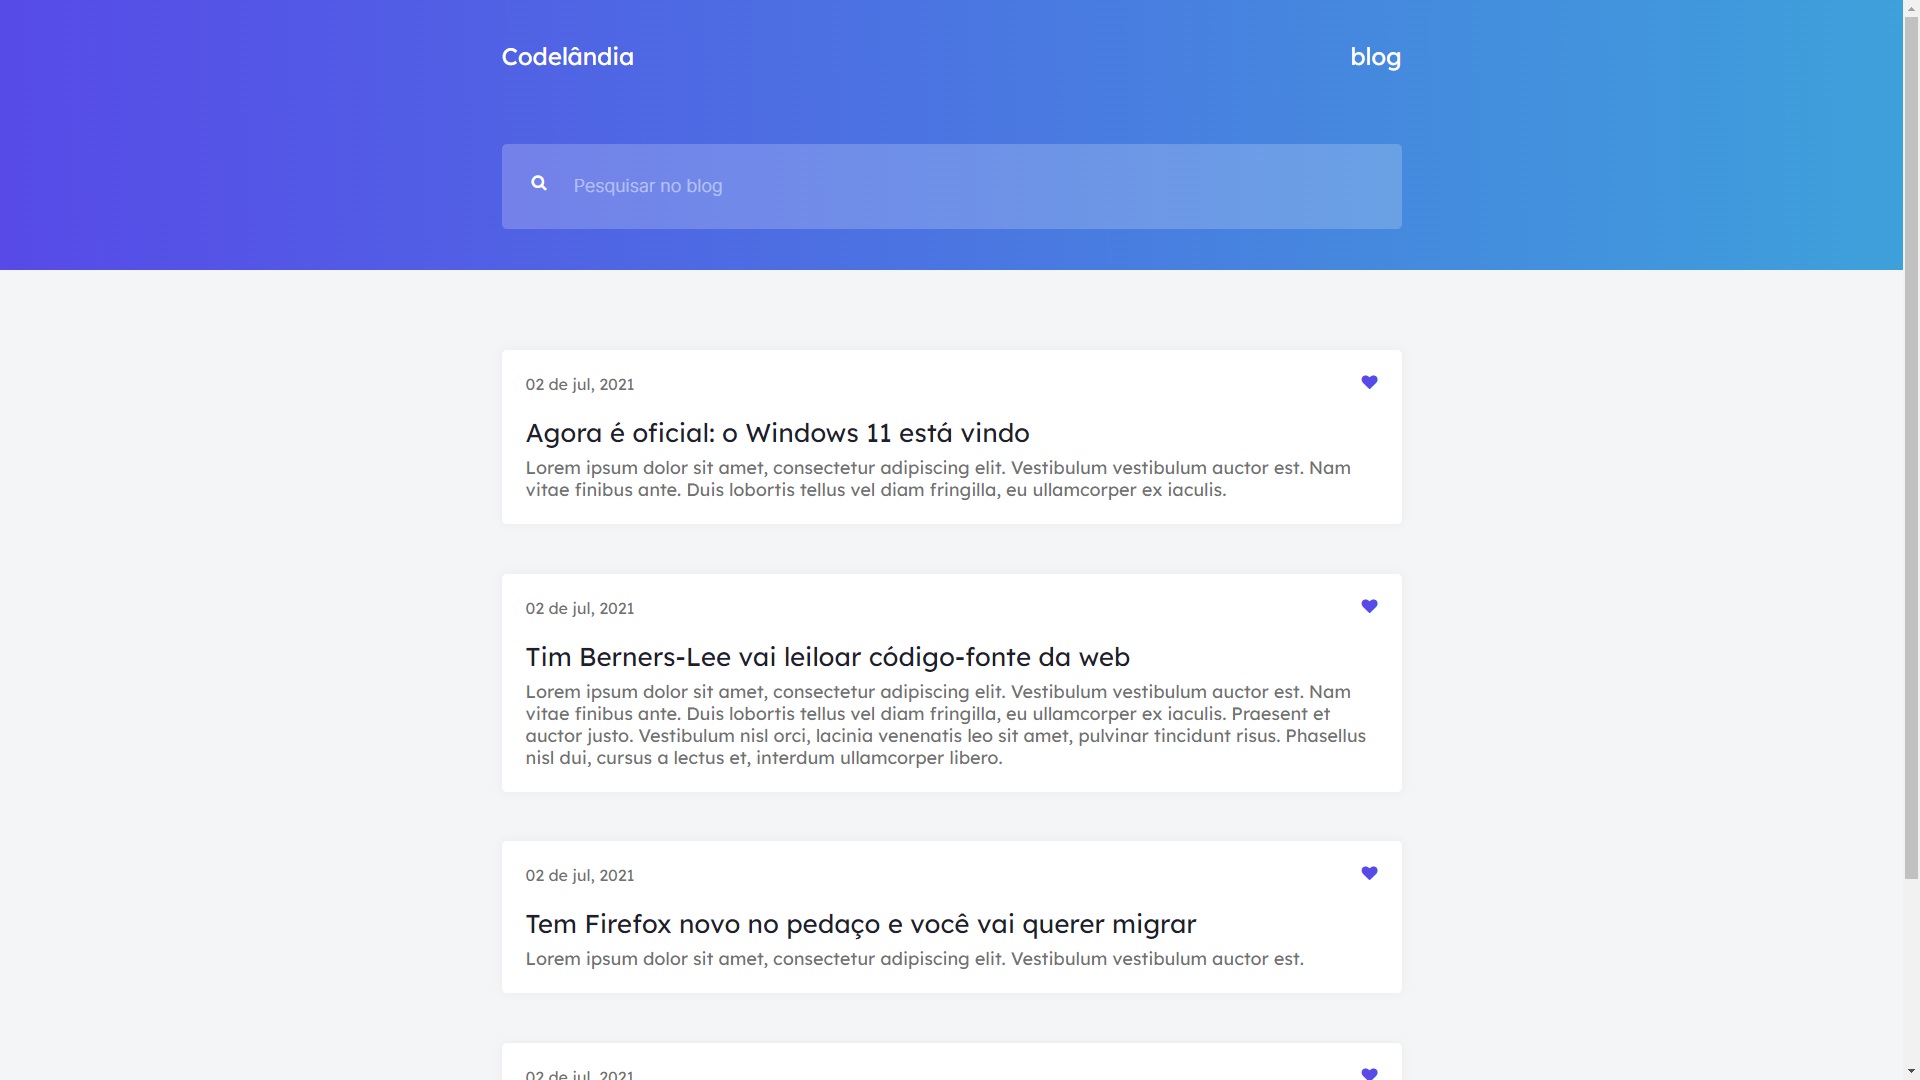 Codelândia
blog
Pesquisar no blog
02 de jul, 2021
Agora é oficial: o Windows 11 está vindo
Lorem ipsum dolor sit amet, consectetur adipiscing elit. Vestibulum vestibulum auctor est. Nam
vitae finibus ante. Duis lobortis tellus vel diam fringilla, eu ullamcorper ex iaculis.
02 de jul, 2021
Tim Berners-Lee vai leiloar código-fonte da web
Lorem ipsum dolor sit amet, consectetur adipiscing elit. Vestibulum vestibulum auctor est. Nam
vitae finibus ante. Duis lobortis tellus vel diam fringilla, eu ullamcorper ex iaculis. Praesent et
auctor justo. Vestibulum nisl orci, lacinia venenatis leo sit amet, pulvinar tincidunt risus. Phasellus
nisl dui, cursus a lectus et, interdum ullamcorper libero.
02 de jul, 2021
Tem Firefox novo no pedaço e você vai querer migrar
Lorem ipsum dolor sit amet, consectetur adipiscing elit. Vestibulum vestibulum auctor est.
02 de jul, 2021